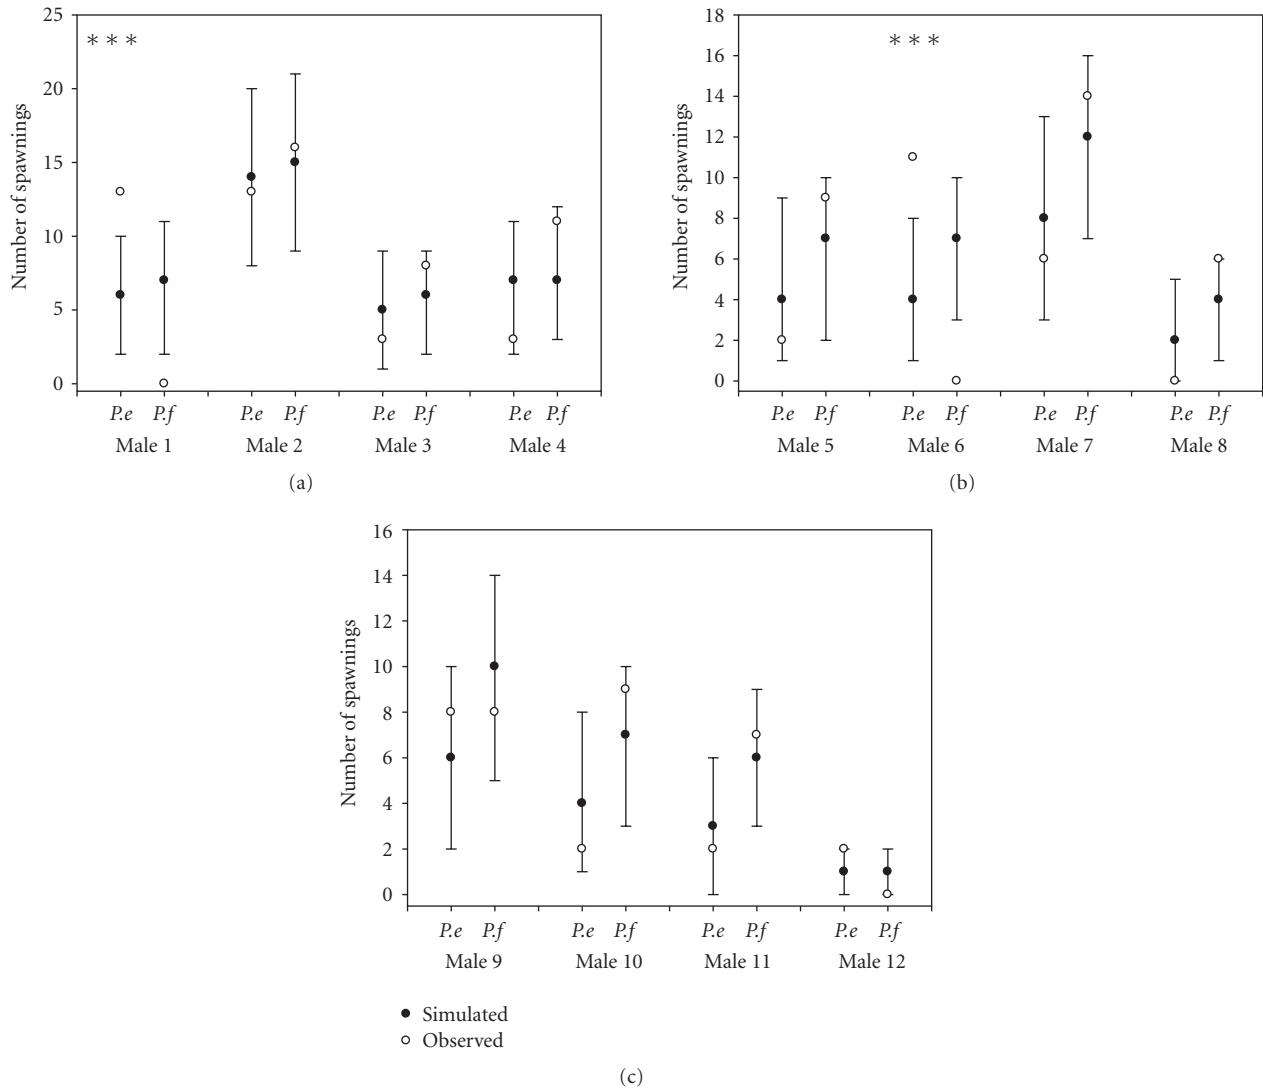 Number of spawnings
25
20
15
10
5
0
∗∗∗
P.e P.f P.e P.f P.e P.f P.e P.f
Male 1 Male 2 Male 3 Male 4
(a)
Number of spawnings
18
16
14
12
10
8
6
4
2
0
∗∗∗
P.e P.f P.e P.f P.e P.f P.e P.f
Male 5 Male 6 Male 7 Male 8
(b)
Number of spawnings
16
14
12
10
8
6
4
2
0
P.e P.f P.e P.f P.e P.f P.e P.f
Male 9 Male 10 Male 11 Male 12
Simulated
Observed
(c)